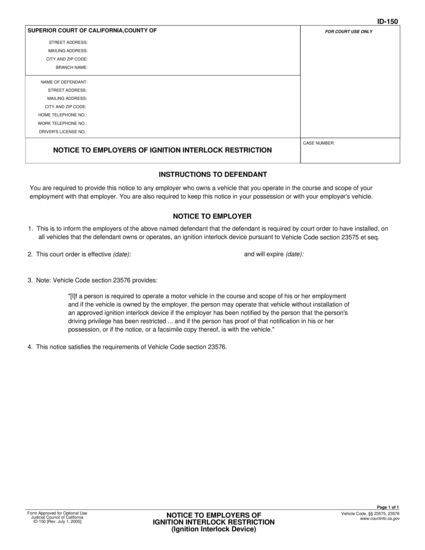 ID-150
SUPERIOR COURT OF CALIFORNIA,COUNTY OF
FOR COURT USE ONLY
STREET ADDRESS:
MAILING ADDRESS:
CITY AND ZIP CODE:
BRANCH NAME:
NAME OF DEFENDANT:
STREET ADDRESS:
MAILING ADDRESS:
CITY AND ZIP CODE:
HOME TELEPHONE NO.:
WORK TELEPHONE NO.:
DRIVER'S LICENSE NO.:
CASE NUMBER:
NOTICE TO EMPLOYERS OF IGNITION INTERLOCK RESTRICTION
INSTRUCTIONS TO DEFENDANT
You are required to provide this notice to any employer who owns a vehicle that you operate in the course and scope of your
employment with that employer. You are also required to keep this notice in your possession or with your employer's vehicle.
NOTICE TO EMPLOYER
1. This is to inform the employers of the above named defendant that the defendant is required by court order to have installed, on
all vehicles that the defendant owns or operates, an ignition interlock device pursuant to Vehicle Code section 23575 et seq.
2. This court order is effective (date): and will expire (date):
3. Note: Vehicle Code section 23576 provides:
"[I]f a person is required to operate a motor vehicle in the course and scope of his or her employment
and if the vehicle is owned by the employer, the person may operate that vehicle without installation of
an approved ignition interlock device if the employer has been notified by the person that the person's
driving privilege has been restricted ... and if the person has proof of that notification in his or her
possession, or if the notice, or a facsimile copy thereof, is with the vehicle."
4. This notice satisfies the requirements of Vehicle Code section 23576.
Page 1 of 1
Form Approved for Optional Use
Judicial Council of California
ID-150 [Rev. July 1, 2000]
NOTICE TO EMPLOYERS OF
IGNITION INTERLOCK RESTRICTION
(Ignition Interlock Device)
Vehicle Code, §§ 23575, 23576
www.courtinfo.ca.gov